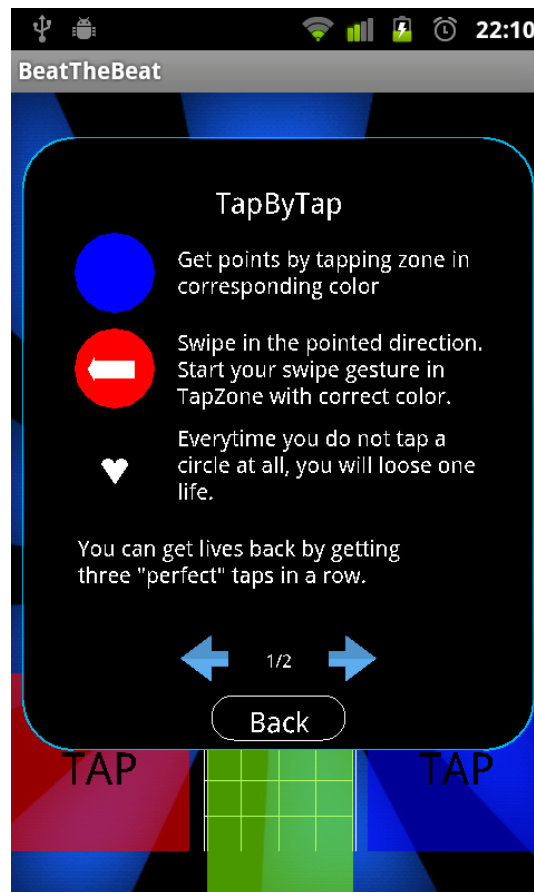 22:10
BeatTheBeat
TapByTap
Get points by tapping zone in
corresponding color
Swipe in the pointed direction.
Start your swipe gesture in
TapZone with correct color.
Everytime you do not tap a
circle at all, you will loose one
life.
You can get lives back by getting
three "perfect" taps in a row.
1/2
Back
TAP
TAP